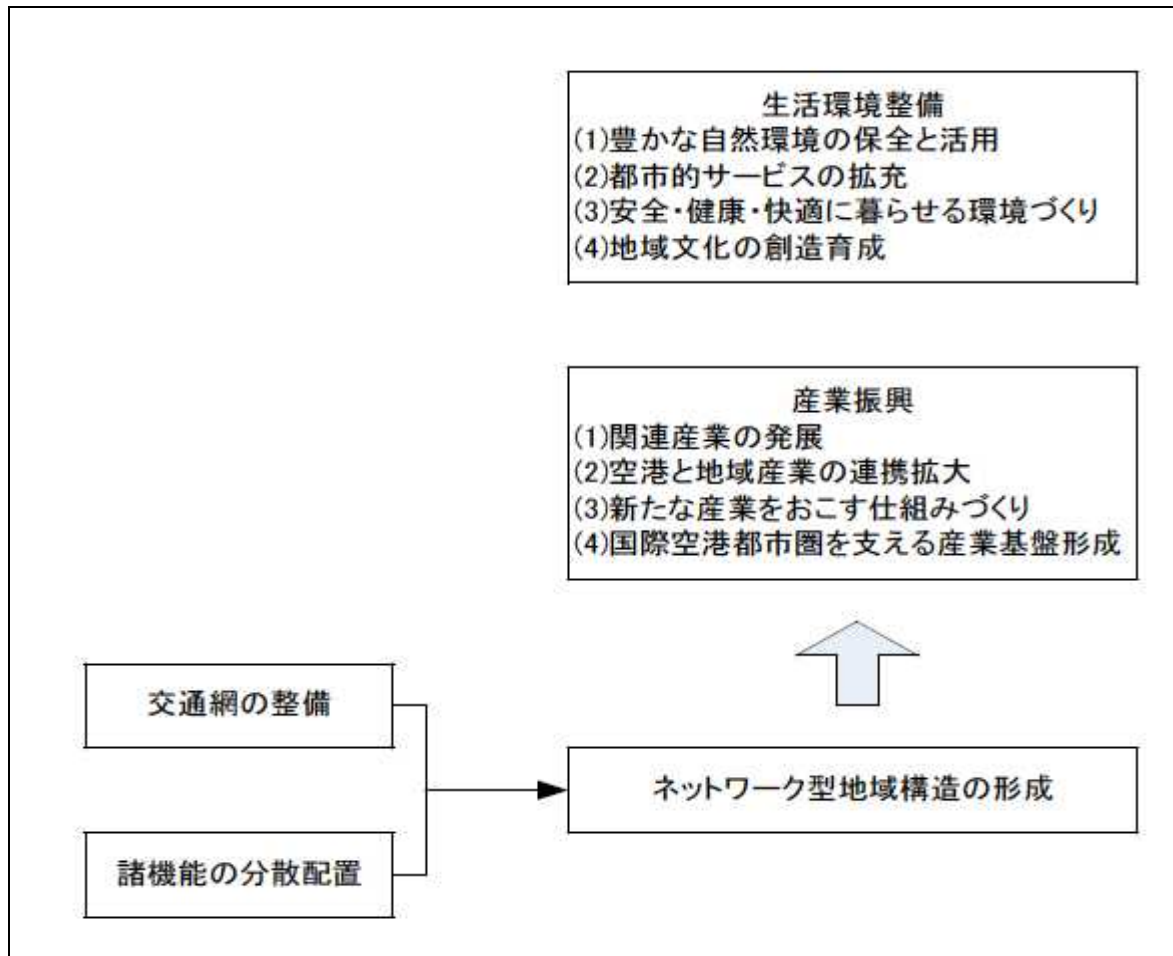 生活環境整備
(1)豊かな自然環境の保全と活用
(2)都市的サービスの拡充
(3)安全・健康・快適に暮らせる環境づくり
(4)地域文化の創造育成
産業振興
(1)関連産業の発展
(2)空港と地域産業の連携拡大
(3)新たな産業をおこす仕組みづくり
(4)国際空港都市圏を支える産業基盤形成
交通網の整備
ネットワーク型地域構造の形成
諸機能の分散配置